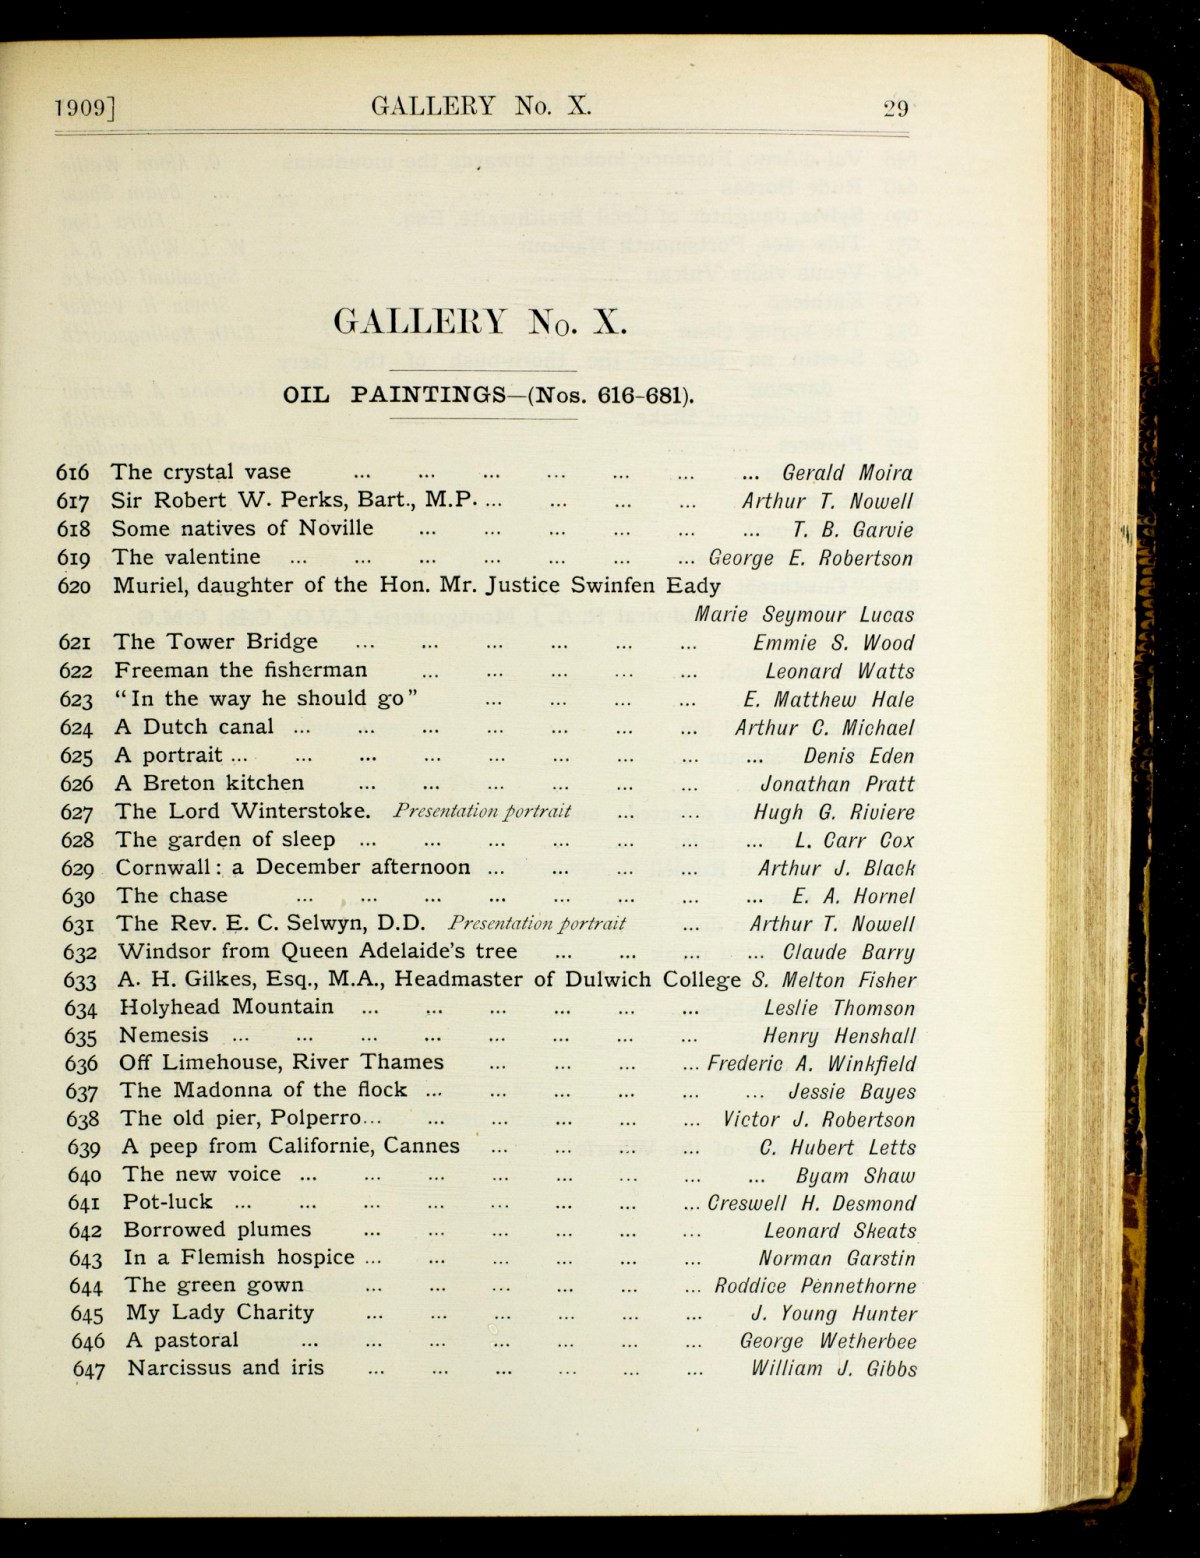 1909] GALLERY No. X. 29
GALLERY No. X.
OIL PAINTINGS—(Nos. 616-681).
616 The crystal vase ... ... ... ... ... ... ... Gerald Moira
617 Sir Robert W. Perks, Bart., M.P. ... ... ... ... Arthur T. Nowell
618 Some natives of Noville ... ... ... ... ... ... T. B. Garvie
619 The valentine ... ... ... ... ... ... ... George E. Robertson
620 Muriel, daughter of the Hon. Mr. Justice Swinfen Eady
Marie Seymour Lucas
621 The Tower Bridge ... ... ... ... ... ... Emmie S. Wood
622 Freeman the fisherman ... ... ... ... ... Leonard Watts
623 "In the way he should go" ... ... ... ... E. Matthew Hale
624 A Dutch canal ... ... ... ... ... ... ... Arthur C. Michael
625 A portrait ... ... ... ... ... ... ... ... ... Denis Eden
626 A Breton kitchen ... ... ... ... ... ... Jonathan Pratt
627 The Lord Winterstoke. Presentation portrait ... ... Hugh G. Riviere
628 The garden of sleep ... ... ... ... ... ... ... L. Carr Cox
629 Cornwall: a December afternoon ... ... ... ... Arthur J. Black
630 The chase ... ... ... ... ... ... ... ... E. A. Hornel
631 The Rev. E. C. Selwyn, D.D. Presentation portrait ... Arthur T. Nowell
632 Windsor from Queen Adelaide's tree ... ... ... ... Claude Barry
633 A. H. Gilkes, Esq., M.A., Headmaster of Dulwich College S. Melton Fisher
634 Holyhead Mountain ... ... ... ... ... ... Leslie Thomson
635 Nemesis ... ... ... ... ... ... ... ... Henry Henshall
636 Off Limehouse, River Thames ... ... ... ... Frederic A. Winkfield
637 The Madonna of the flock ... ... ... ... ... ... Jessie Bayes
638 The old pier, Polperro... ... ... ... ... ... Victor J. Robertson
639 A peep from Californie, Cannes ... ... ... ... C. Hubert Letts
640 The new voice ... ... ... ... ... ... ... ... Byam Shaw
641 Pot-luck ... ... ... ... ... ... ... ... Creswell H. Desmond
642 Borrowed plumes ... ... ... ... ... ... Leonard Skeats
643 In a Flemish hospice ... ... ... ... ... ... Norman Garstin
644 The green gown ... ... ... ... ... ... Roddice Pennethorne
645 My Lady Charity ... ... ... ... ... ... J. Young Hunter
646 A pastoral ... ... ... ... ... ... ... George Wetherbee
647 Narcissus and iris ... ... ... ... ... ... William J. Gibbs